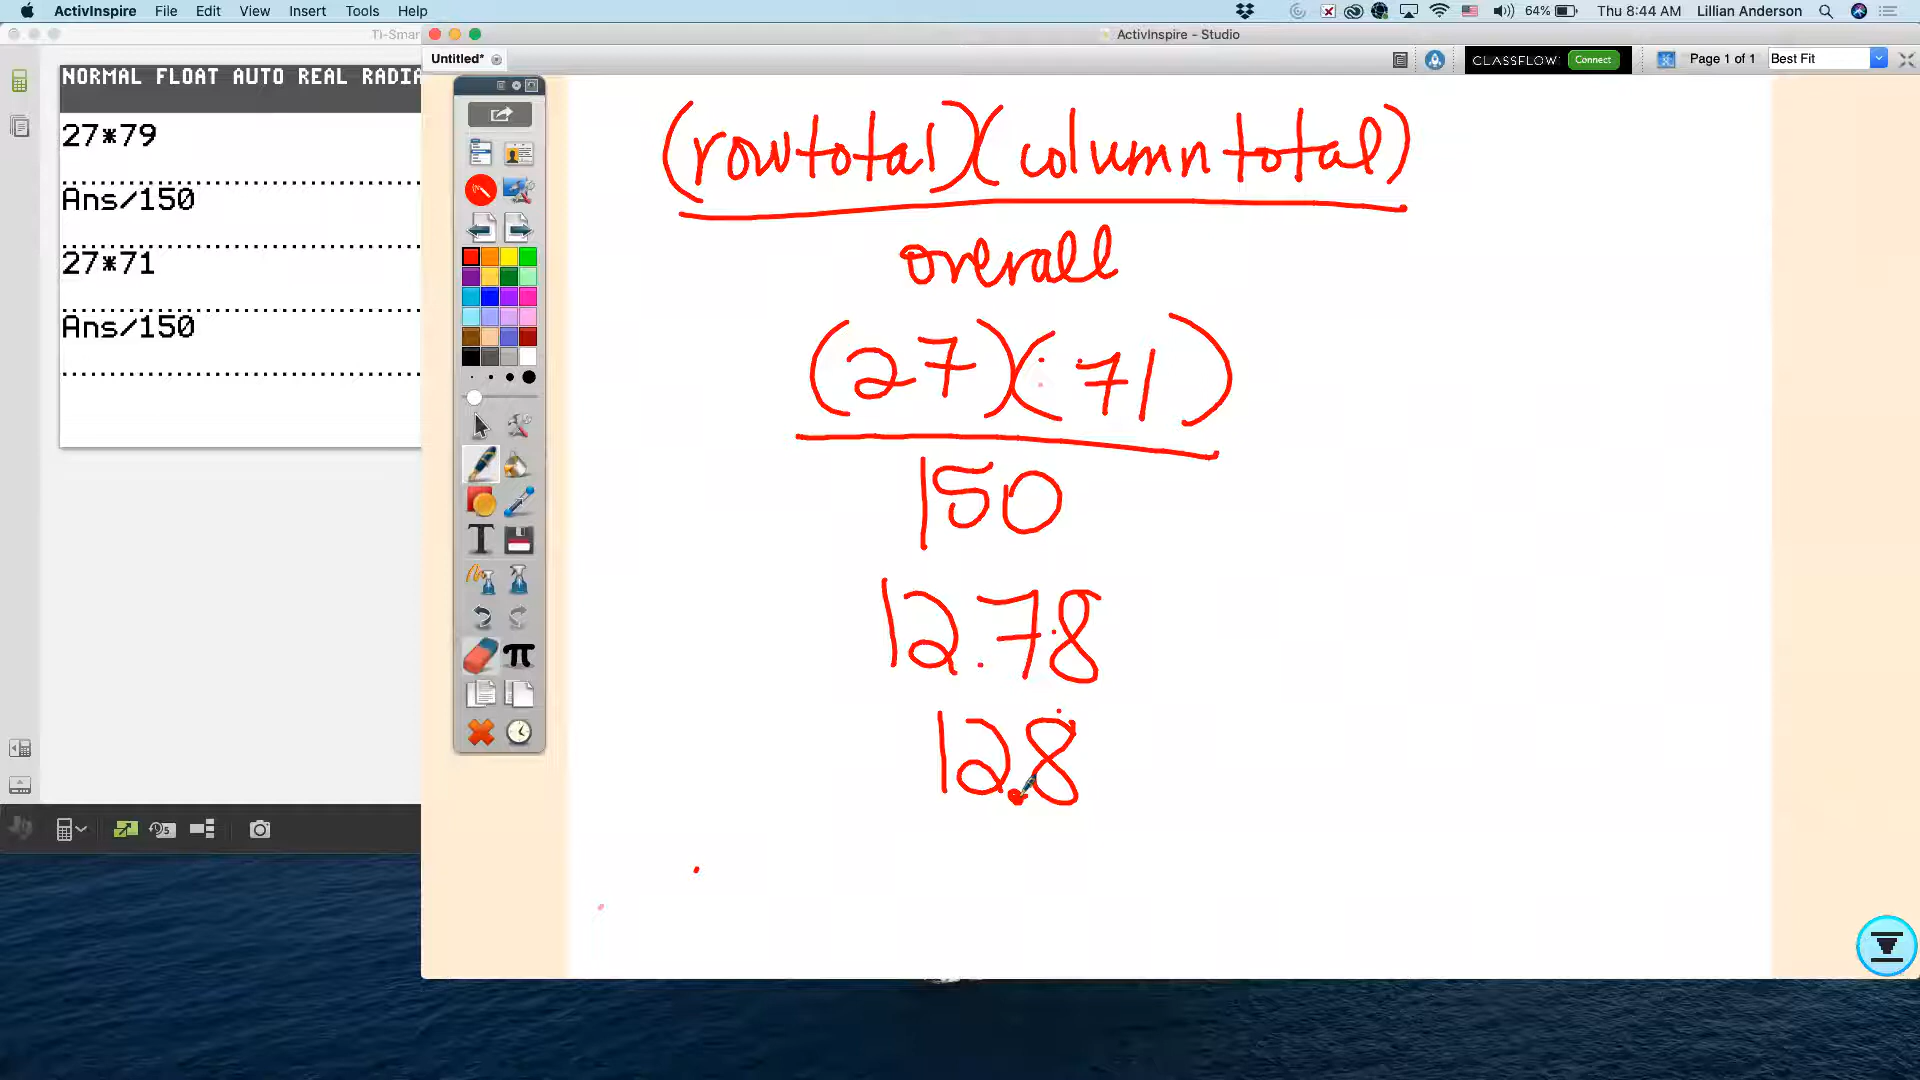 ActivInspire File Edit View Insert Tools Help 64% Thu 8:44 AM Lillian Anderson
TI-Smar
ActivInspire - Studio
Untitled*
CLASSFLOW Connect
Page 1 of 1 Best Fit
NORMAL FLOAT AUTO REAL RADIA
27*79
Ans/150
27*71
Ans/150
(row total)(column total)
overall
(27)(71)
150
12.78
12.8
T
π